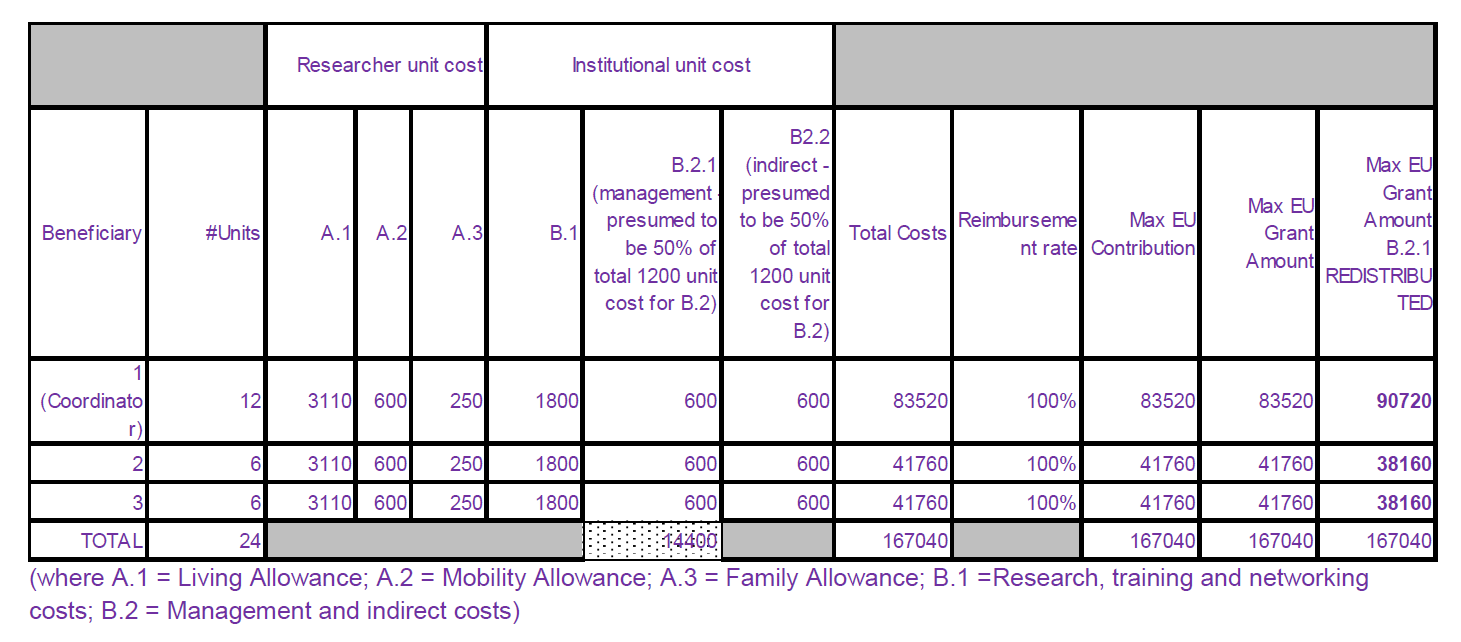 Researcher unit cost Institutional unit cost
Beneficiary #Units A.1 A.2 A.3 B.1 B.2.1 (management - presumed to be 50% of total 1200 unit cost for B.2) B2.2 (indirect - presumed to be 50% of total 1200 unit cost for B.2) Total Costs Reimburseme nt rate Max EU Contribution Max EU Grant Amount Max EU Grant Amount B.2.1 REDISTRIBU TED
1 (Coordinato r) 12 3110 600 250 1800 600 600 83520 100% 83520 83520 90720
2 6 3110 600 250 1800 600 600 41760 100% 41760 41760 38160
3 6 3110 600 250 1800 600 600 41760 100% 41760 41760 38160
TOTAL 24 14400 167040 167040 167040 167040
(where A.1 = Living Allowance; A.2 = Mobility Allowance; A.3 = Family Allowance; B.1 =Research, training and networking
costs; B.2 = Management and indirect costs)